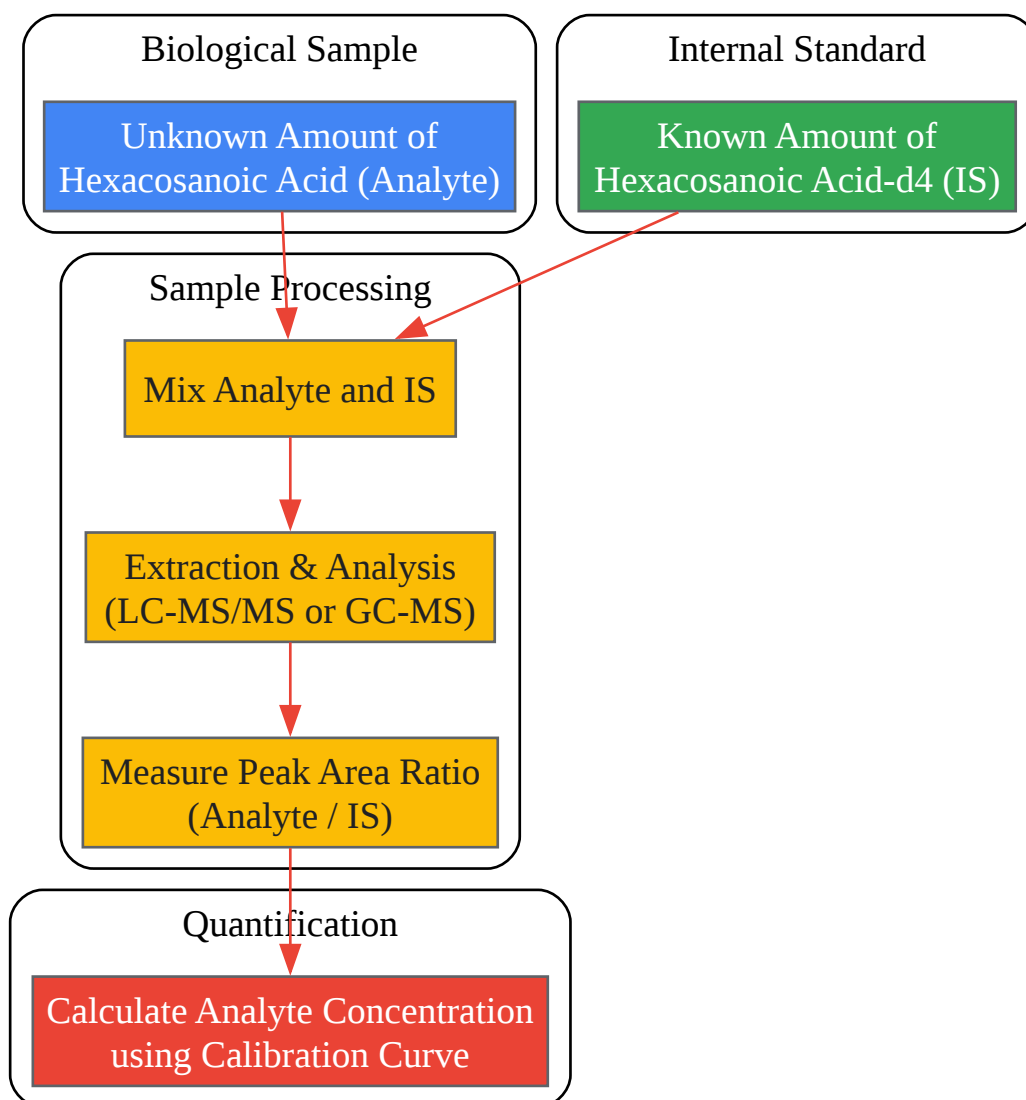 Biological Sample
Unknown Amount of
Hexacosanoic Acid (Analyte)
Internal Standard
Known Amount of
Hexacosanoic Acid-d4 (IS)
Sample Processing
Mix Analyte and IS
Extraction & Analysis
(LC-MS/MS or GC-MS)
Measure Peak Area Ratio
(Analyte / IS)
Quantification
Calculate Analyte Concentration
using Calibration Curve